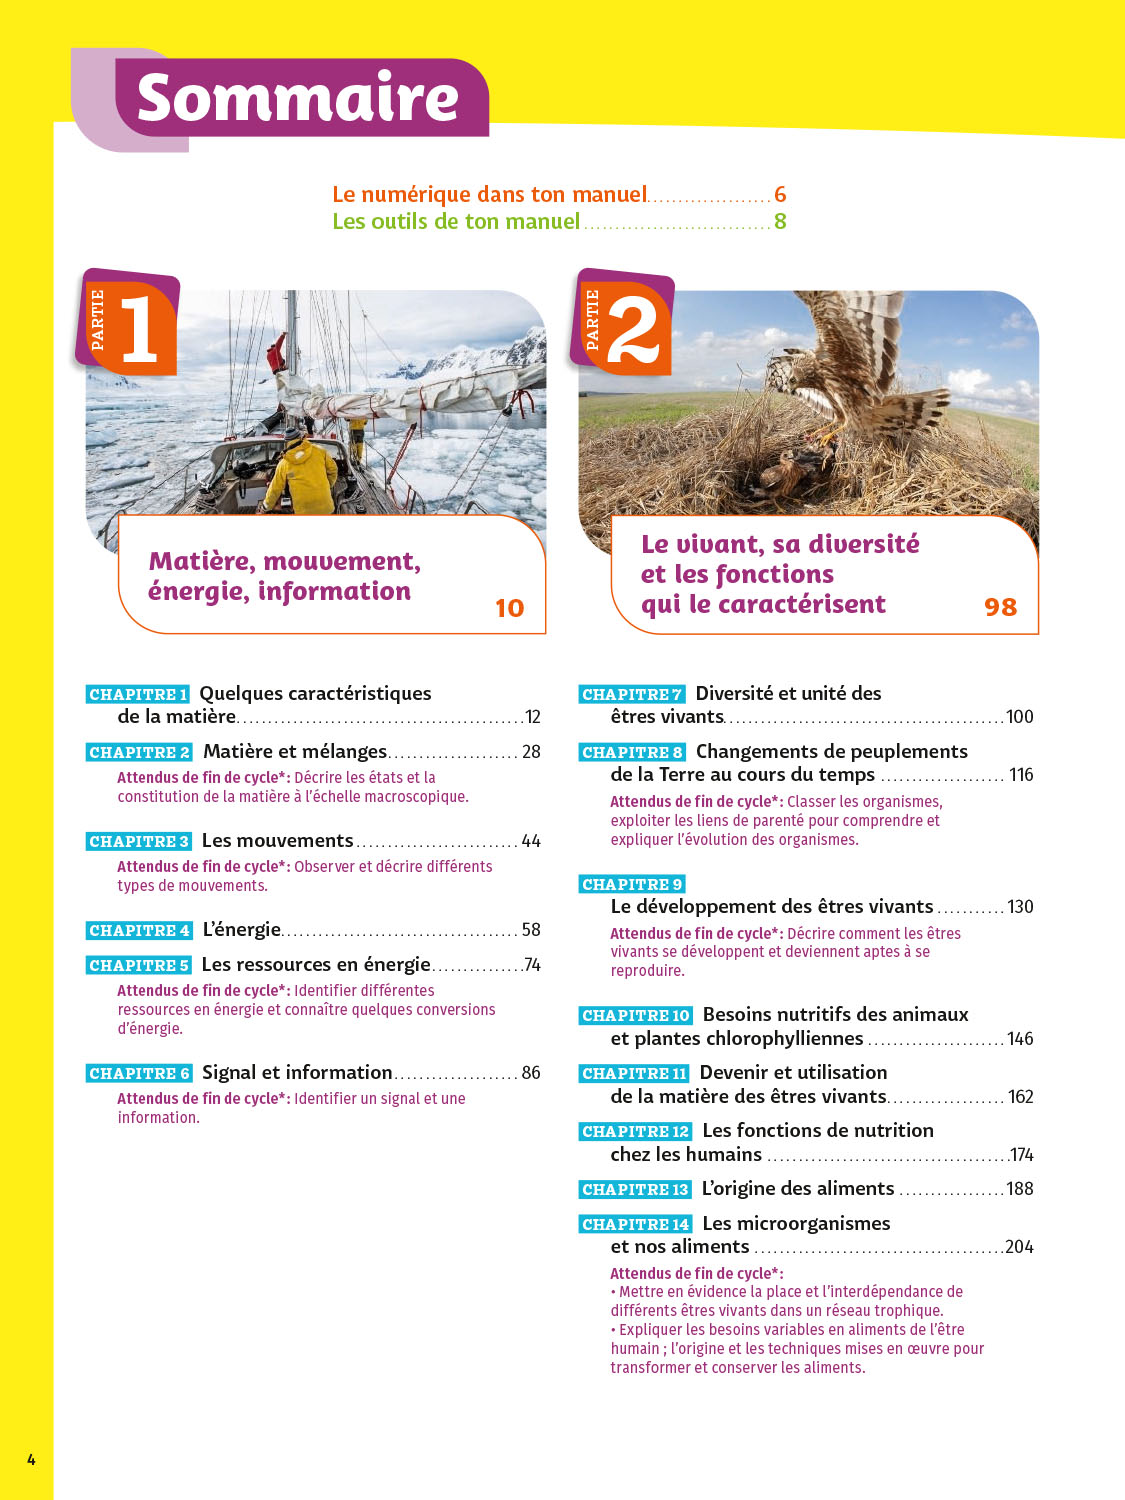 Sommaire
Le numérique dans ton manuel.................... 6
Les outils de ton manuel.............................. 8
PARTIE 1
Matière, mouvement,
énergie, information
10
CHAPITRE 1 Quelques caractéristiques
de la matière..............................................12
CHAPITRE 2 Matière et mélanges..................... 28
Attendus de fin de cycle* : Décrire les états et la
constitution de la matière à l’échelle macroscopique.
CHAPITRE 3 Les mouvements.......................... 44
Attendus de fin de cycle* : Observer et décrire différents
types de mouvements.
CHAPITRE 4 L’énergie...................................... 58
CHAPITRE 5 Les ressources en énergie...............74
Attendus de fin de cycle* : Identifier différentes
ressources en énergie et connaître quelques conversions
d’énergie.
CHAPITRE 6 Signal et information.................... 86
Attendus de fin de cycle* : Identifier un signal et une
information.
PARTIE 2
Le vivant, sa diversité
et les fonctions
qui le caractérisent
98
CHAPITRE 7 Diversité et unité des
êtres vivants.............................................100
CHAPITRE 8 Changements de peuplements
de la Terre au cours du temps .................... 116
Attendus de fin de cycle* : Classer les organismes,
exploiter les liens de parenté pour comprendre et
expliquer l’évolution des organismes.
CHAPITRE 9
Le développement des êtres vivants ........... 130
Attendus de fin de cycle* : Décrire comment les êtres
vivants se développent et deviennent aptes à se
reproduire.
CHAPITRE 10 Besoins nutritifs des animaux
et plantes chlorophylliennes ...................... 146
CHAPITRE 11 Devenir et utilisation
de la matière des êtres vivants................... 162
CHAPITRE 12 Les fonctions de nutrition
chez les humains .......................................174
CHAPITRE 13 L’origine des aliments .................188
CHAPITRE 14 Les microorganismes
et nos aliments ........................................204
Attendus de fin de cycle* :
• Mettre en évidence la place et l’interdépendance de
différents êtres vivants dans un réseau trophique.
• Expliquer les besoins variables en aliments de l’être
humain ; l’origine et les techniques mises en œuvre pour
transformer et conserver les aliments.
4